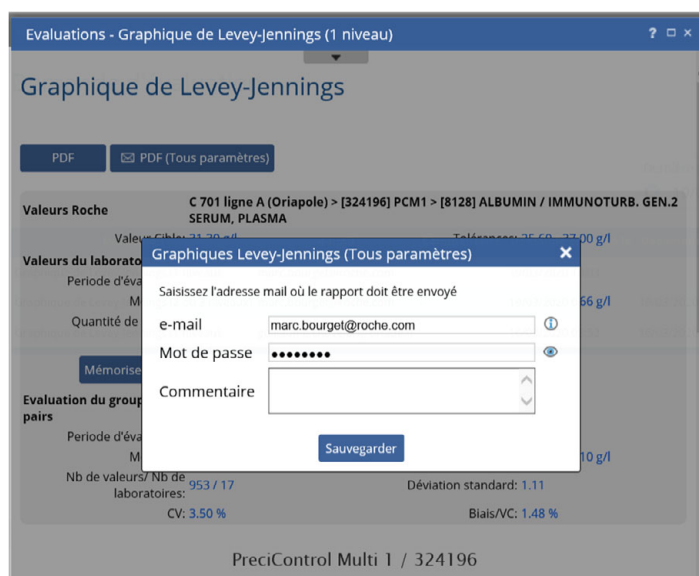 Evaluations - Graphique de Levey-Jennings (1 niveau)
?
Graphique de Levey-Jennings
PDF
PDF (Tous paramètres)
Valeurs Roche
C 701 ligne A (Oriapole) > [324196] PCM1 > [8128] ALBUMIN / IMMUNOTURB. GEN.2
SERUM, PLASMA
Graphiques Levey-Jennings (Tous paramètres)
Saisissez l'adresse mail où le rapport doit être envoyé
e-mail
marc.bourget@roche.com
Mot de passe
Commentaire
Sauvegarder
Valeurs du laborato
Periode d'éva
M
66 g/l
Quantité de
Mémorise
Evaluation du group
pairs
Periode d'éva
M
10 g/l
Nb de valeurs/ Nb de
laboratoires:
953 / 17
Déviation standard: 1.11
CV: 3.50 %
Biais/VC: 1.48 %
PreciControl Multi 1 / 324196